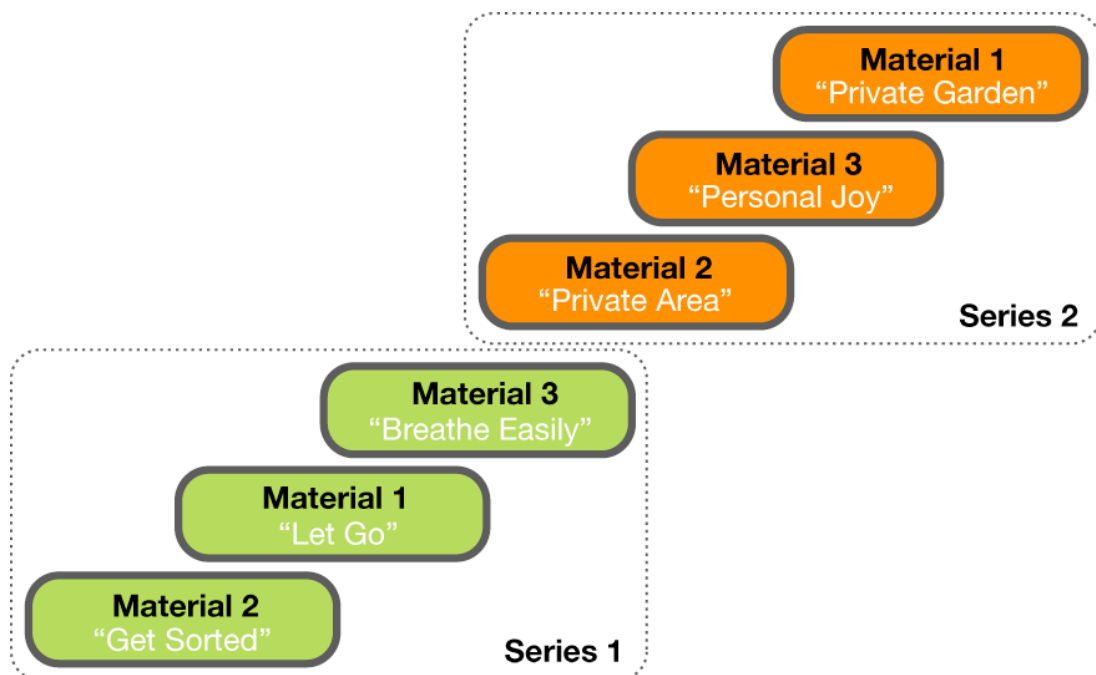 Material 1
“Private Garden”
Material 3
“Personal Joy”
Material 2
“Private Area”
Series 2
Material 3
“Breathe Easily”
Material 1
“Let Go”
Material 2
“Get Sorted”
Series 1